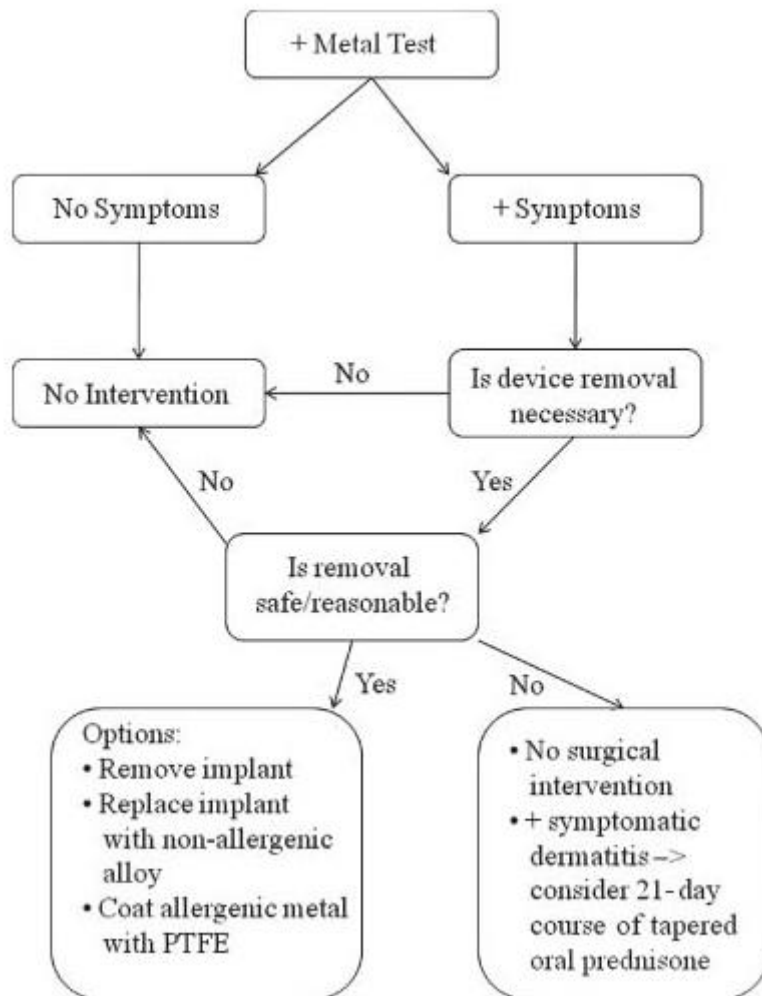 + Metal Test
No Symptoms
+ Symptoms
No Intervention
No
Is device removal
necessary?
No
Yes
Is removal
safe/reasonable?
Yes
No
Options:
• Remove implant
• Replace implant
with non-allergenic
alloy
• Coat allergenic metal
with PTFE
• No surgical
intervention
• + symptomatic
dermatitis -->
consider 21-day
course of tapered
oral prednisone